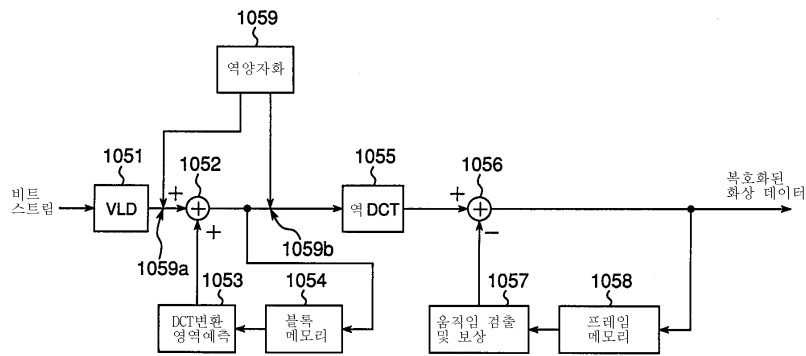 1059
역양자화
1051
1052
1055
1056
비트
스트림
VLD
+
+
+
역 DCT
+
+
−
복호화된
화상 데이터
1059a
1059b
1053
1054
1057
1058
DCT변환
영역예측
블록
메모리
움직임 검출
및 보상
프레임
메모리